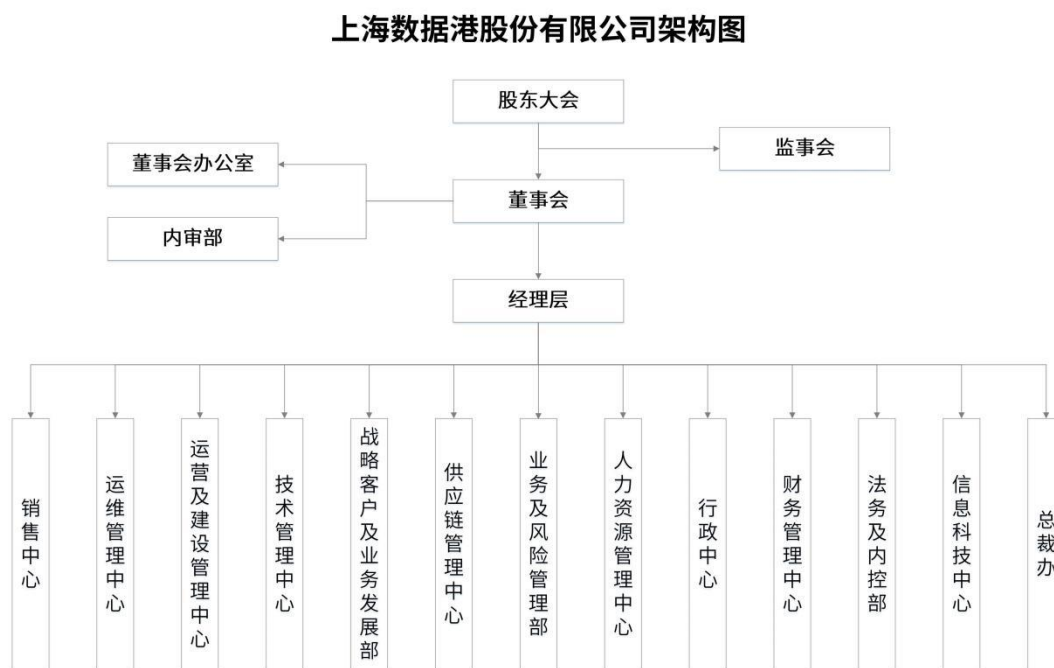 上海数据港股份有限公司架构图
股东大会
监事会
董事会办公室
董事会
内审部
经理层
销售中心
运维管理中心
运营及建设管理中心
技术管理中心
战略客户及业务发展部
供应链管理中心
业务及风险管理部
人力资源管理中心
行政中心
财务管理中心
法务及内控部
信息科技中心
总裁办